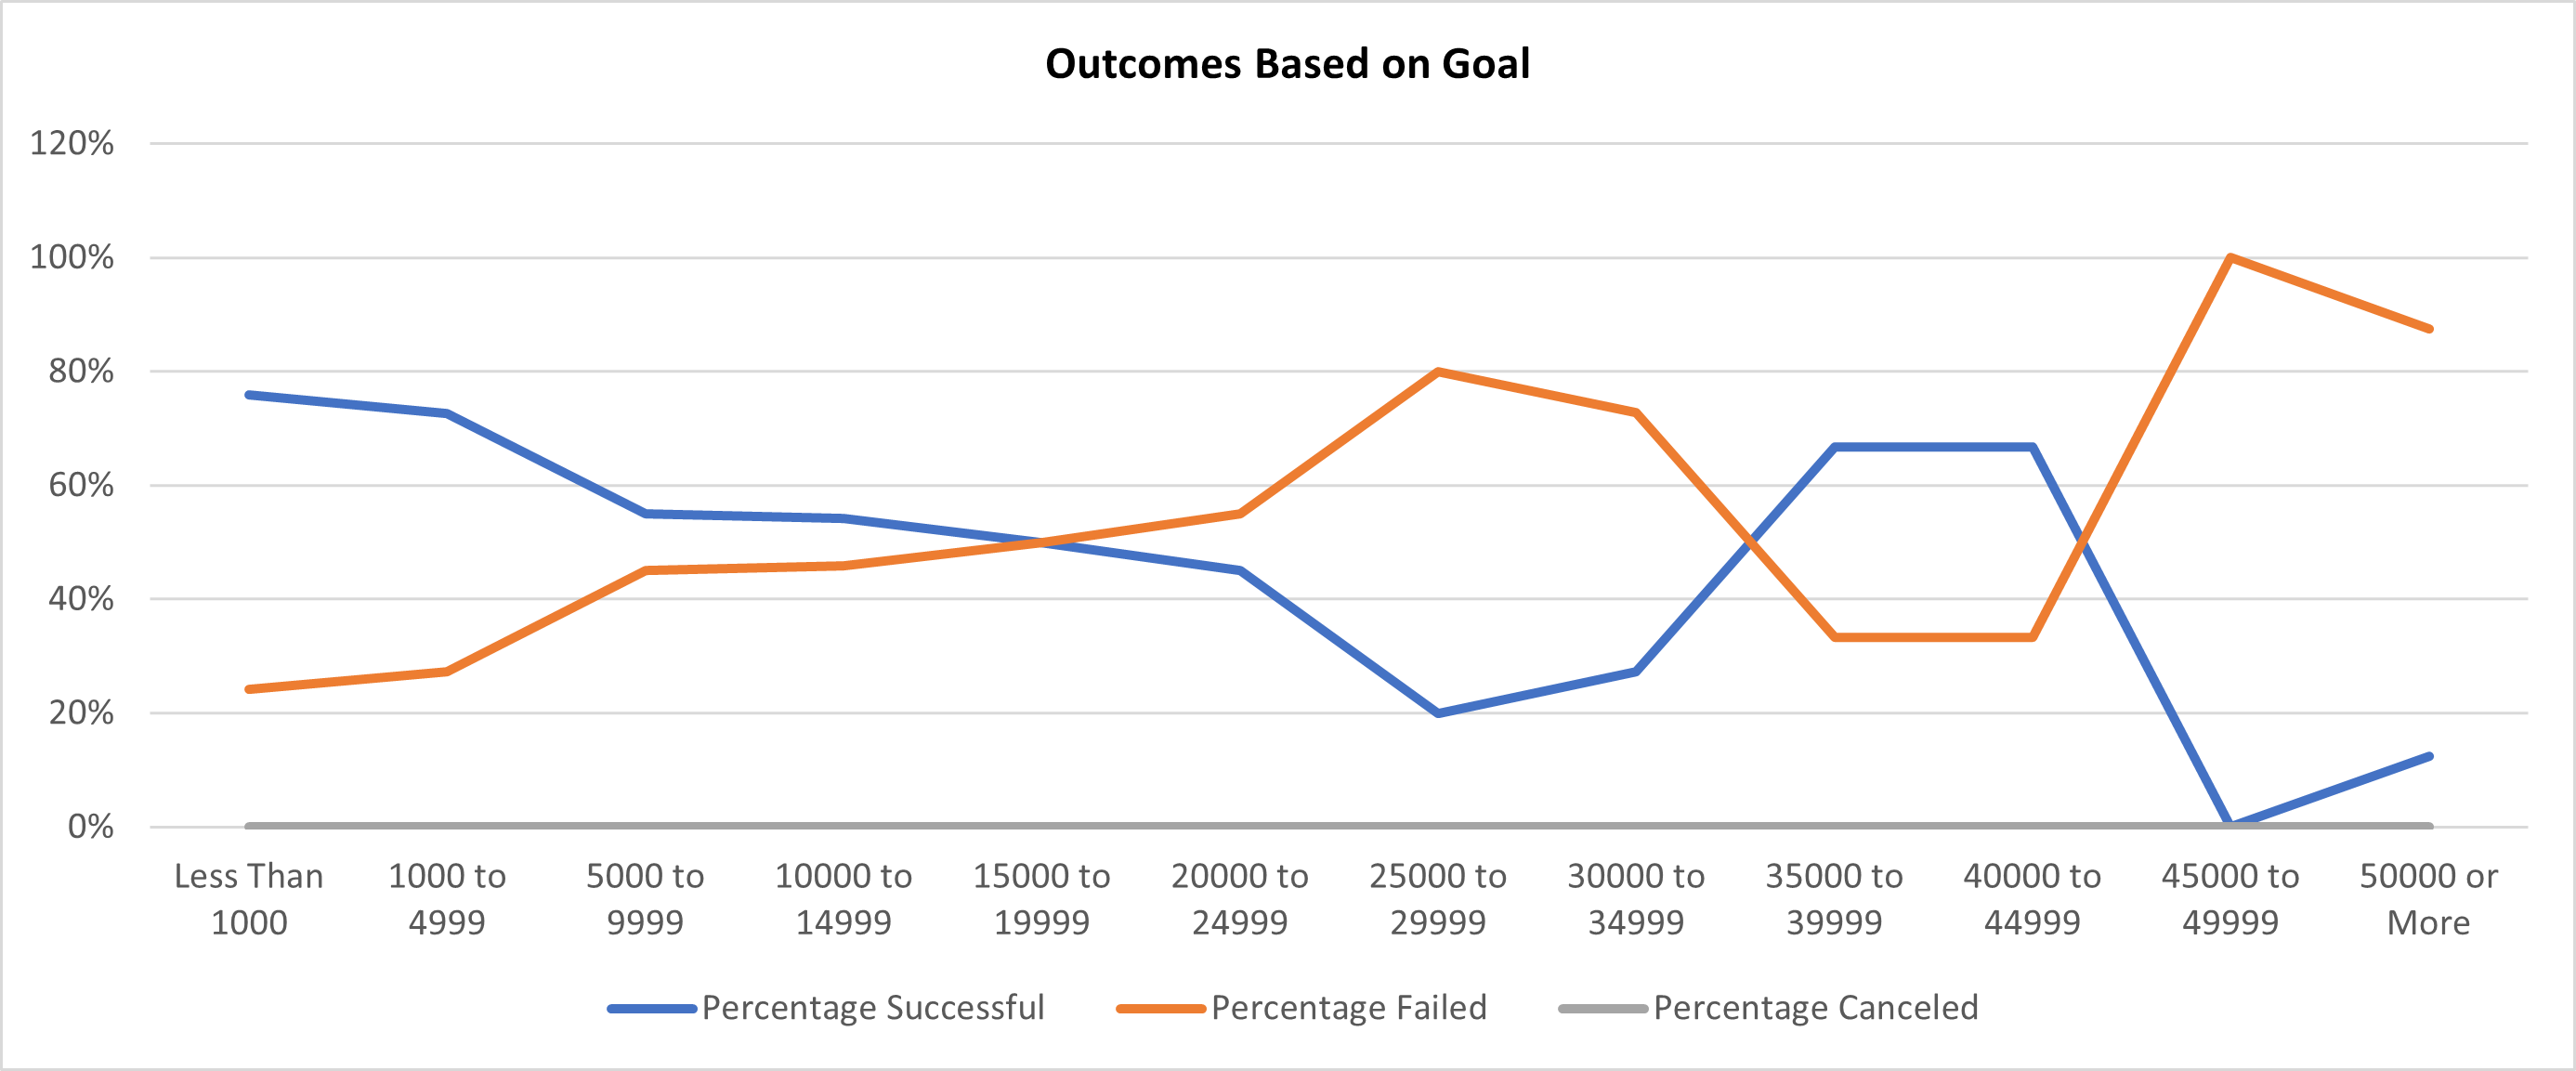 Outcomes Based on Goal
120%
100%
80%
60%
40%
20%
0%
Less Than
1000
1000 to
4999
5000 to
9999
10000 to
14999
15000 to
19999
20000 to
24999
25000 to
29999
30000 to
34999
35000 to
39999
40000 to
44999
45000 to
49999
50000 or
More
Percentage Successful
Percentage Failed
Percentage Canceled